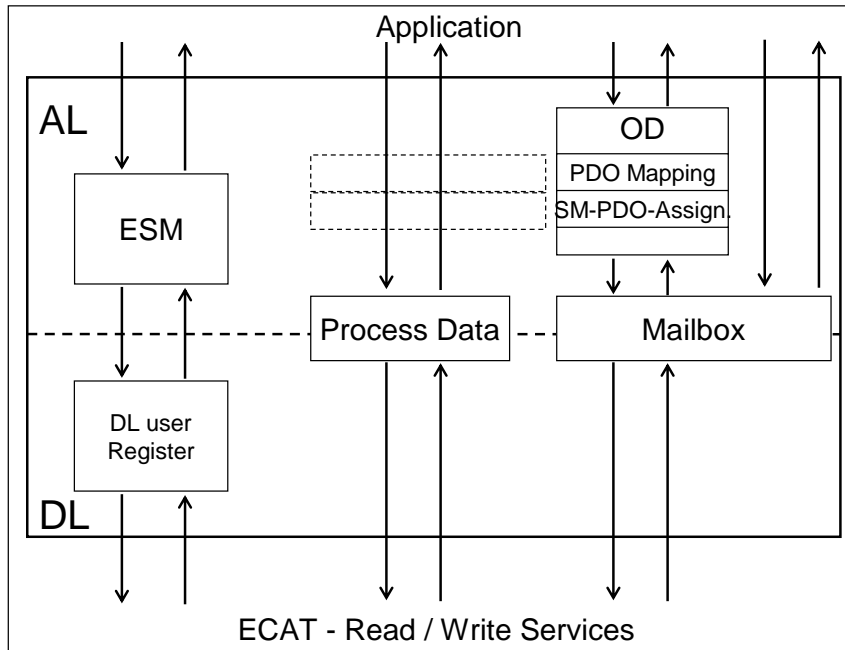 Application
AL
OD
PDO Mapping
SM-PDO-Assign.
ESM
Process Data
Mailbox
DL user
Register
DL
ECAT - Read / Write Services